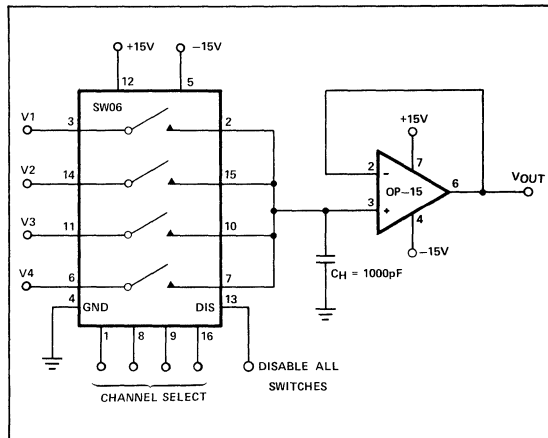 +15V
-15V
12
5
SW06
V1
3
2
V2
14
15
V3
11
10
V4
6
7
4
GND
DIS
13
1
8
9
16
CHANNEL SELECT
DISABLE ALL
SWITCHES
+15V
7
2
-
OP-15
6
VOUT
3
+
4
-15V
CH = 1000pF